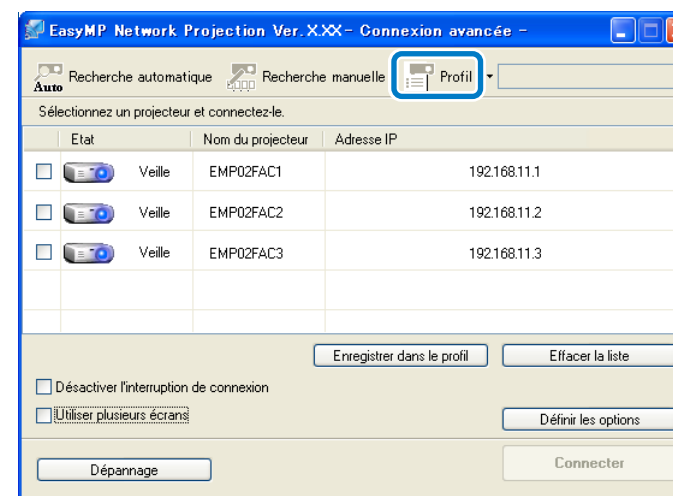 EasyMP Network Projection Ver.X.XX - Connexion avancée -
Auto Recherche automatique Recherche manuelle Profil
Sélectionnez un projecteur et connectez-le.
Etat Nom du projecteur Adresse IP
Veille EMP02FAC1 192.168.11.1
Veille EMP02FAC2 192.168.11.2
Veille EMP02FAC3 192.168.11.3
Enregistrer dans le profil Effacer la liste
Désactiver l'interruption de connexion
Utiliser plusieurs écrans
Définir les options
Dépannage Connecter